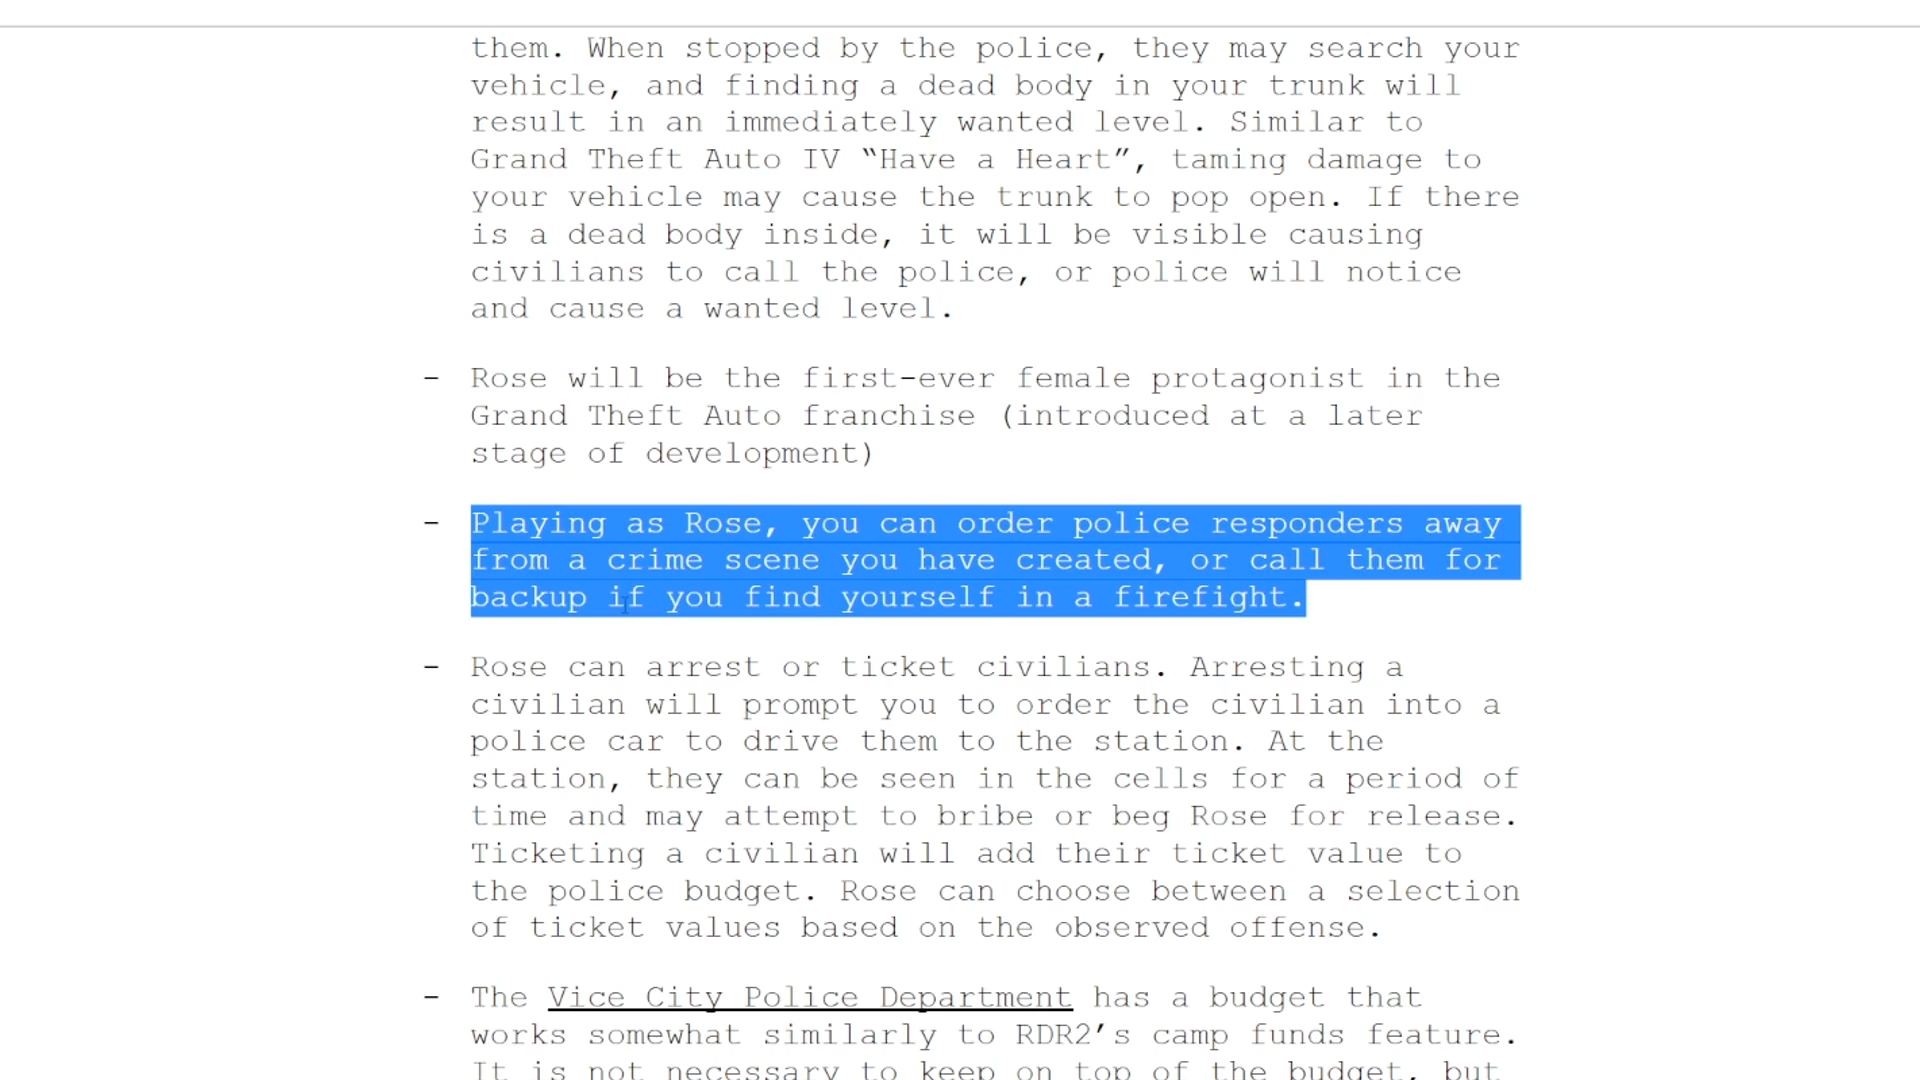 them. When stopped by the police, they may search your
vehicle, and finding a dead body in your trunk will
result in an immediately wanted level. Similar to
Grand Theft Auto IV “Have a Heart”, taming damage to
your vehicle may cause the trunk to pop open. If there
is a dead body inside, it will be visible causing
civilians to call the police, or police will notice
and cause a wanted level.
- Rose will be the first-ever female protagonist in the
Grand Theft Auto franchise (introduced at a later
stage of development)
- Playing as Rose, you can order police responders away
from a crime scene you have created, or call them for
backup if you find yourself in a firefight.
- Rose can arrest or ticket civilians. Arresting a
civilian will prompt you to order the civilian into a
police car to drive them to the station. At the
station, they can be seen in the cells for a period of
time and may attempt to bribe or beg Rose for release.
Ticketing a civilian will add their ticket value to
the police budget. Rose can choose between a selection
of ticket values based on the observed offense.
- The Vice City Police Department has a budget that
works somewhat similarly to RDR2’s camp funds feature.
It is not necessary to keep on top of the budget, but